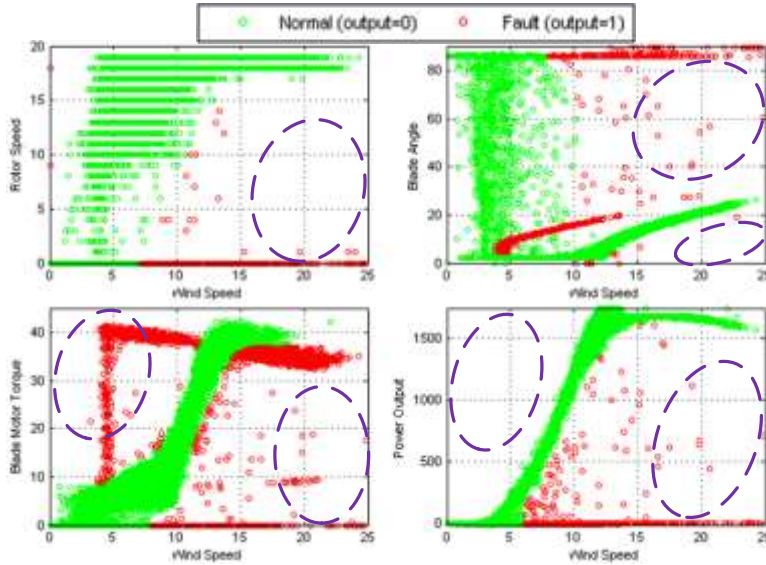 Normal (output=0) Fault (output=1)
20
15
10
5
0
Rotor Speed
0 5 10 15 20 25
Wind Speed
80
60
40
20
0
Blade Angle
0 5 10 15 20 25
Wind Speed
40
30
20
10
0
Blade Motor Torque
0 5 10 15 20 25
Wind Speed
1500
1000
500
0
Power Output
0 5 10 15 20 25
Wind Speed